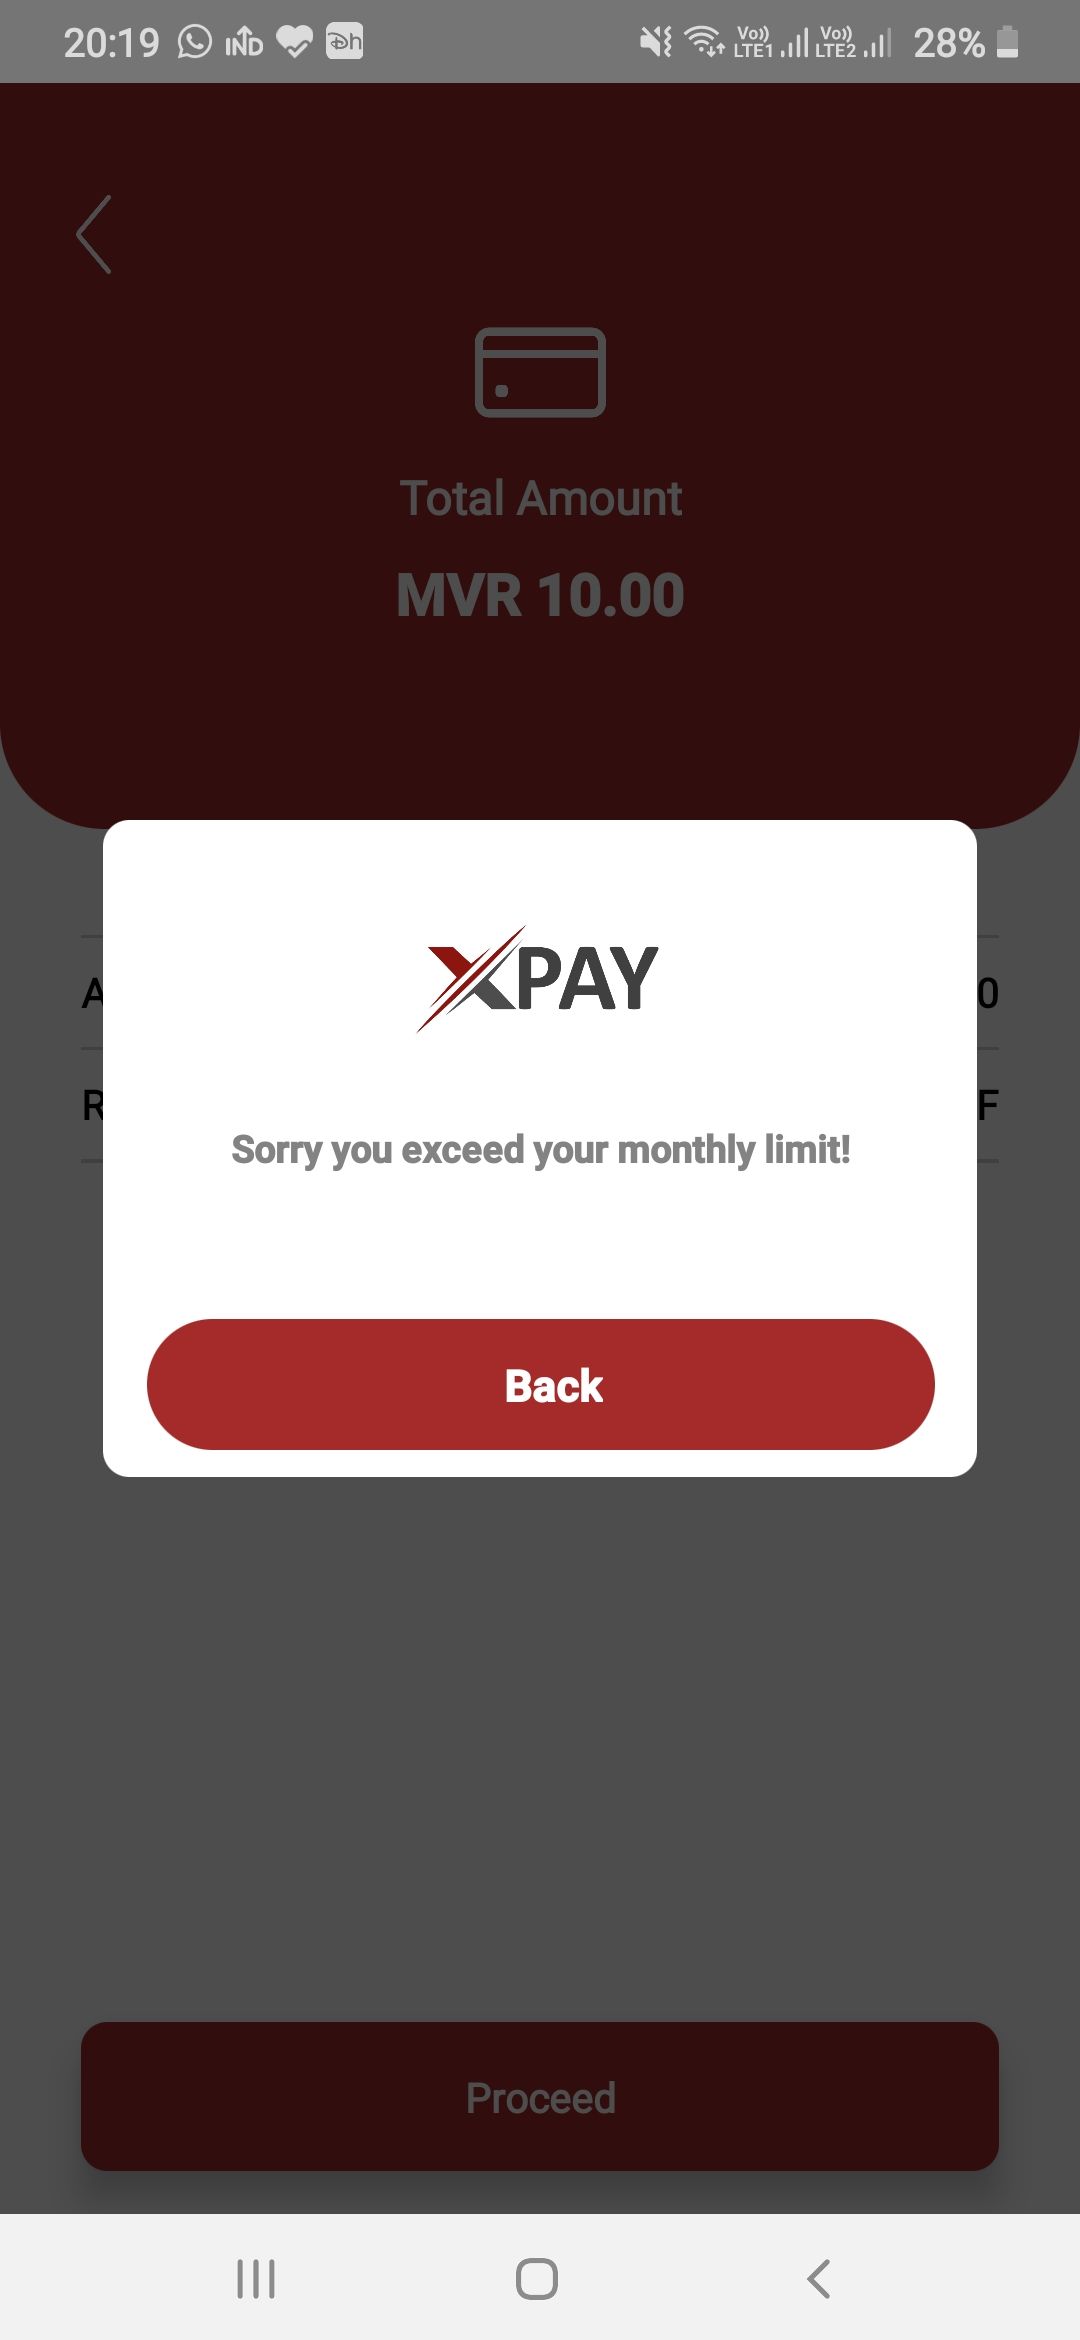 20:19 IND Dh Vo)) LTE1 Vo)) LTE2 28%
Total Amount
MVR 10.00
XPAY
A 0
R F
Sorry you exceed your monthly limit!
Back
Proceed